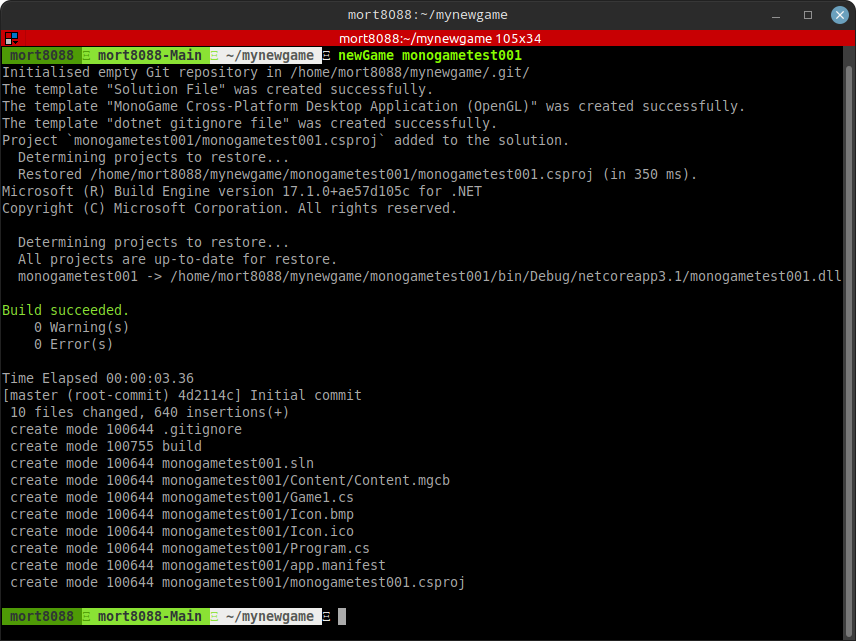 mort8088:~/mynewgame
mort8088:~/mynewgame 105x34
mort8088 Ξ mort8088-Main Ξ ~/mynewgame Ξ newGame monogametest001
Initialised empty Git repository in /home/mort8088/mynewgame/.git/
The template "Solution File" was created successfully.
The template "MonoGame Cross-Platform Desktop Application (OpenGL)" was created successfully.
The template "dotnet gitignore file" was created successfully.
Project `monogametest001/monogametest001.csproj` added to the solution.
  Determining projects to restore...
  Restored /home/mort8088/mynewgame/monogametest001/monogametest001.csproj (in 350 ms).
Microsoft (R) Build Engine version 17.1.0+ae57d105c for .NET
Copyright (C) Microsoft Corporation. All rights reserved.
  Determining projects to restore...
  All projects are up-to-date for restore.
  monogametest001 -> /home/mort8088/mynewgame/monogametest001/bin/Debug/netcoreapp3.1/monogametest001.dll
Build succeeded.
    0 Warning(s)
    0 Error(s)
Time Elapsed 00:00:03.36
[master (root-commit) 4d2114c] Initial commit
 10 files changed, 640 insertions(+)
 create mode 100644 .gitignore
 create mode 100755 build
 create mode 100644 monogametest001.sln
 create mode 100644 monogametest001/Content/Content.mgcb
 create mode 100644 monogametest001/Game1.cs
 create mode 100644 monogametest001/Icon.bmp
 create mode 100644 monogametest001/Icon.ico
 create mode 100644 monogametest001/Program.cs
 create mode 100644 monogametest001/app.manifest
 create mode 100644 monogametest001/monogametest001.csproj
mort8088 Ξ mort8088-Main Ξ ~/mynewgame Ξ